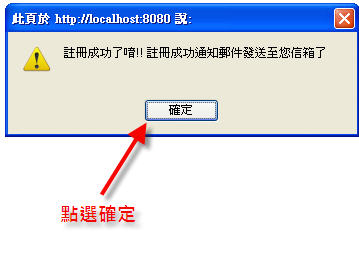 此頁於 http://localhost:8080 說:
註冊成功了唷!! 註冊成功通知郵件發送至您信箱了
確定
點選確定